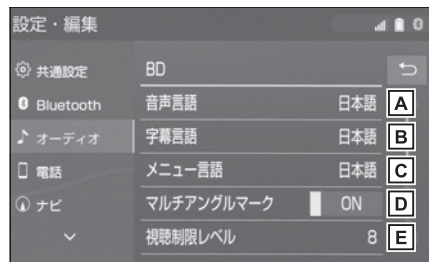 設定・編集
共通設定
Bluetooth
オーディオ
電話
ナビ
BD
音声言語 日本語 A
字幕言語 日本語 B
メニュー言語 日本語 C
マルチアングルマーク ON D
視聴制限レベル 8 E